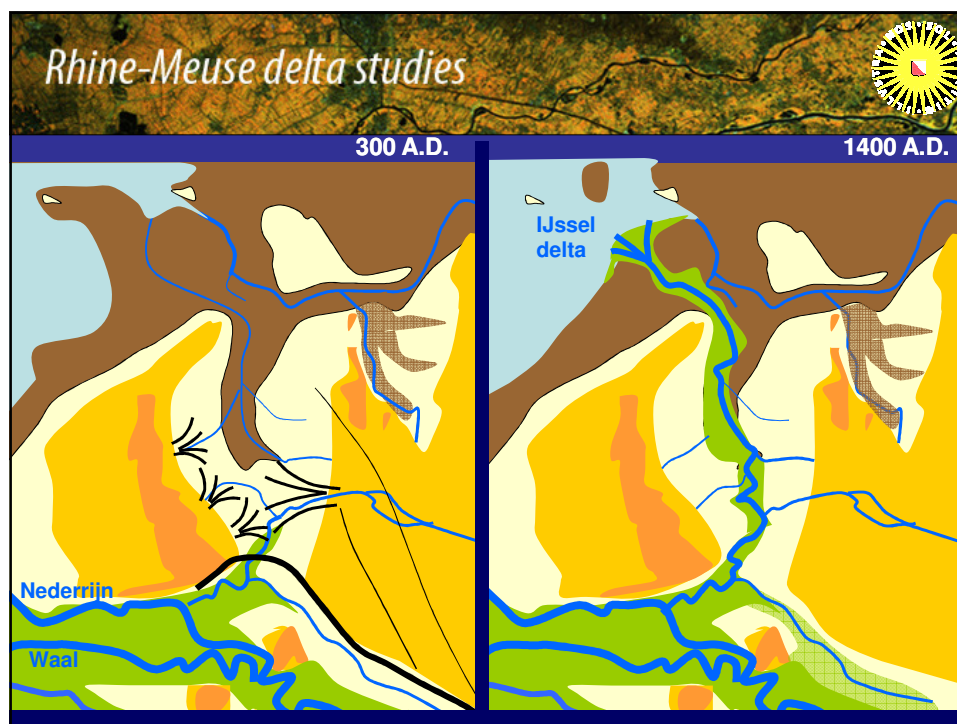 Rhine-Meuse delta studies
300 A.D.
1400 A.D.
IJssel
delta
Nederrijn
Waal